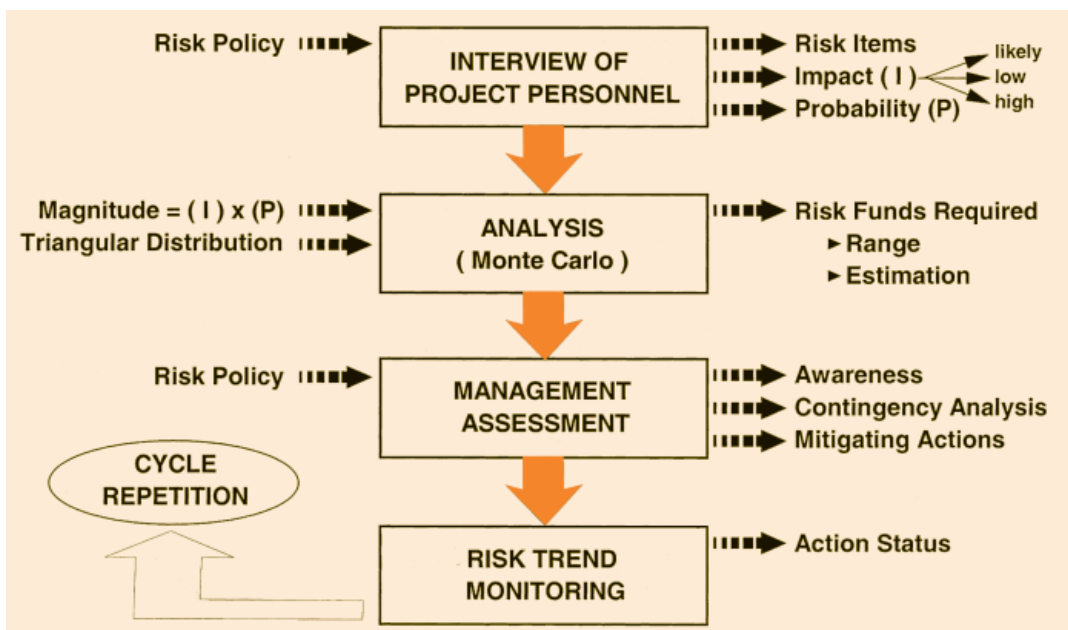 Risk Policy
INTERVIEW OF
PROJECT PERSONNEL
Risk Items
Impact ( I )
likely
low
high
Probability (P)
Magnitude = ( I ) x (P)
Triangular Distribution
ANALYSIS
( Monte Carlo )
Risk Funds Required
Range
Estimation
Risk Policy
MANAGEMENT
ASSESSMENT
Awareness
Contingency Analysis
Mitigating Actions
CYCLE
REPETITION
RISK TREND
MONITORING
Action Status